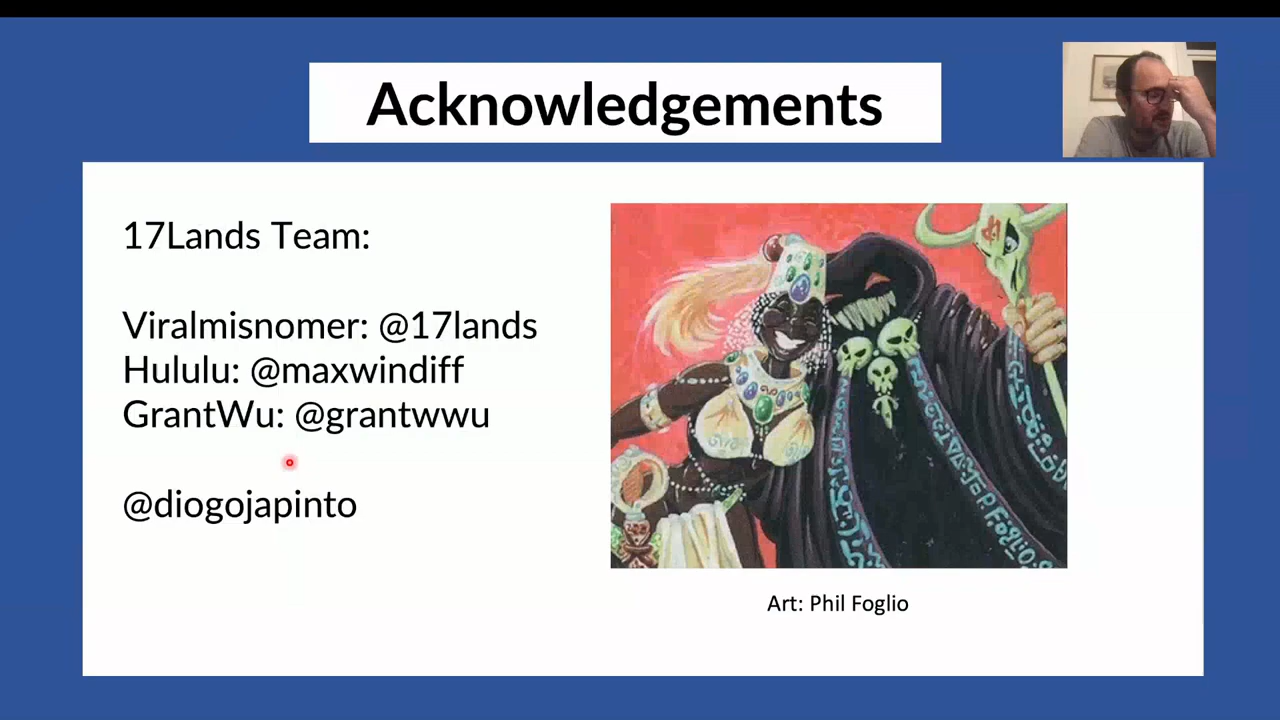 Acknowledgements
17Lands Team:
Viralmisnomer: @17lands
Hululu: @maxwindiff
GrantWu: @grantwwu
@diogojapinto
Art: Phil Foglio